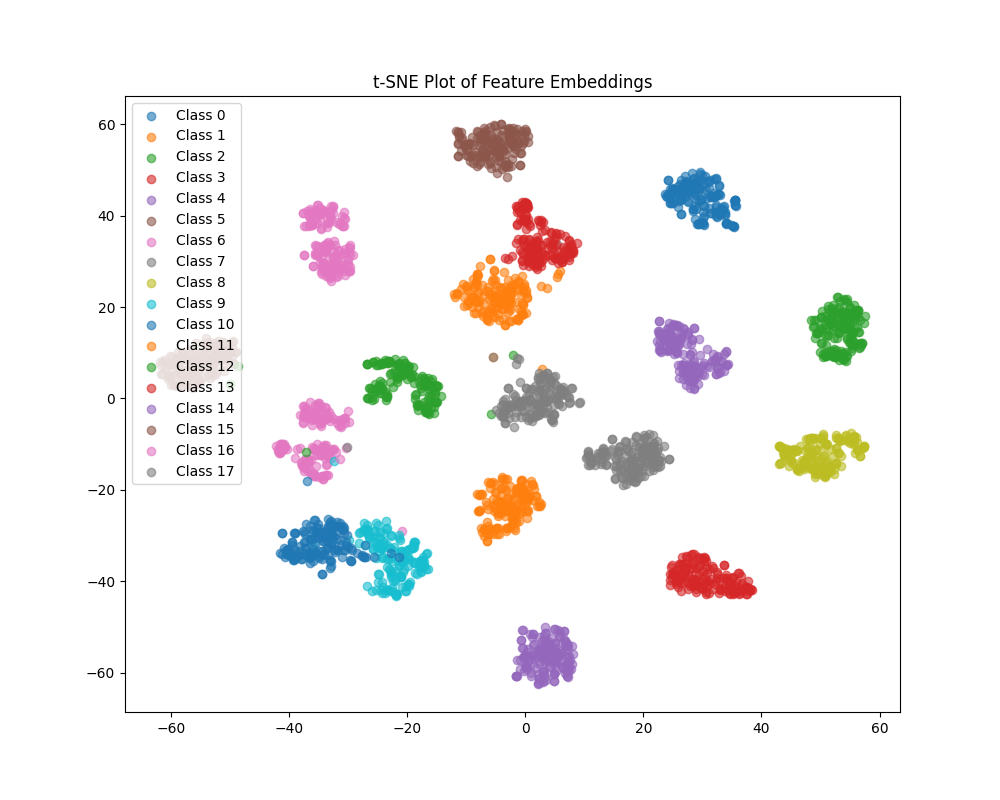 t-SNE Plot of Feature Embeddings
60
40
20
0
−20
−40
−60
Class 0
Class 1
Class 2
Class 3
Class 4
Class 5
Class 6
Class 7
Class 8
Class 9
Class 10
Class 11
Class 12
Class 13
Class 14
Class 15
Class 16
Class 17
−60 −40 −20 0 20 40 60